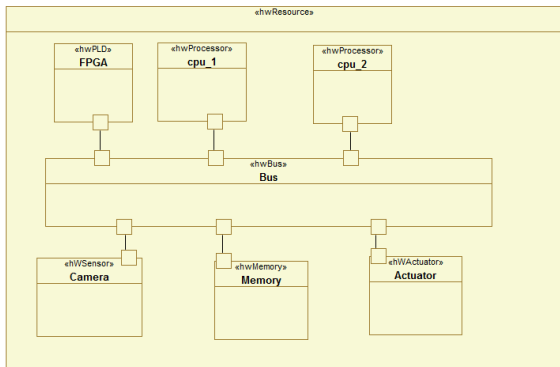 «hwResource»
«hwPLD»
FPGA
«hwProcessor»
cpu_1
«hwProcessor»
cpu_2
«hwBus»
Bus
«hWSensor»
Camera
«hwMemory»
Memory
«hWActuator»
Actuator